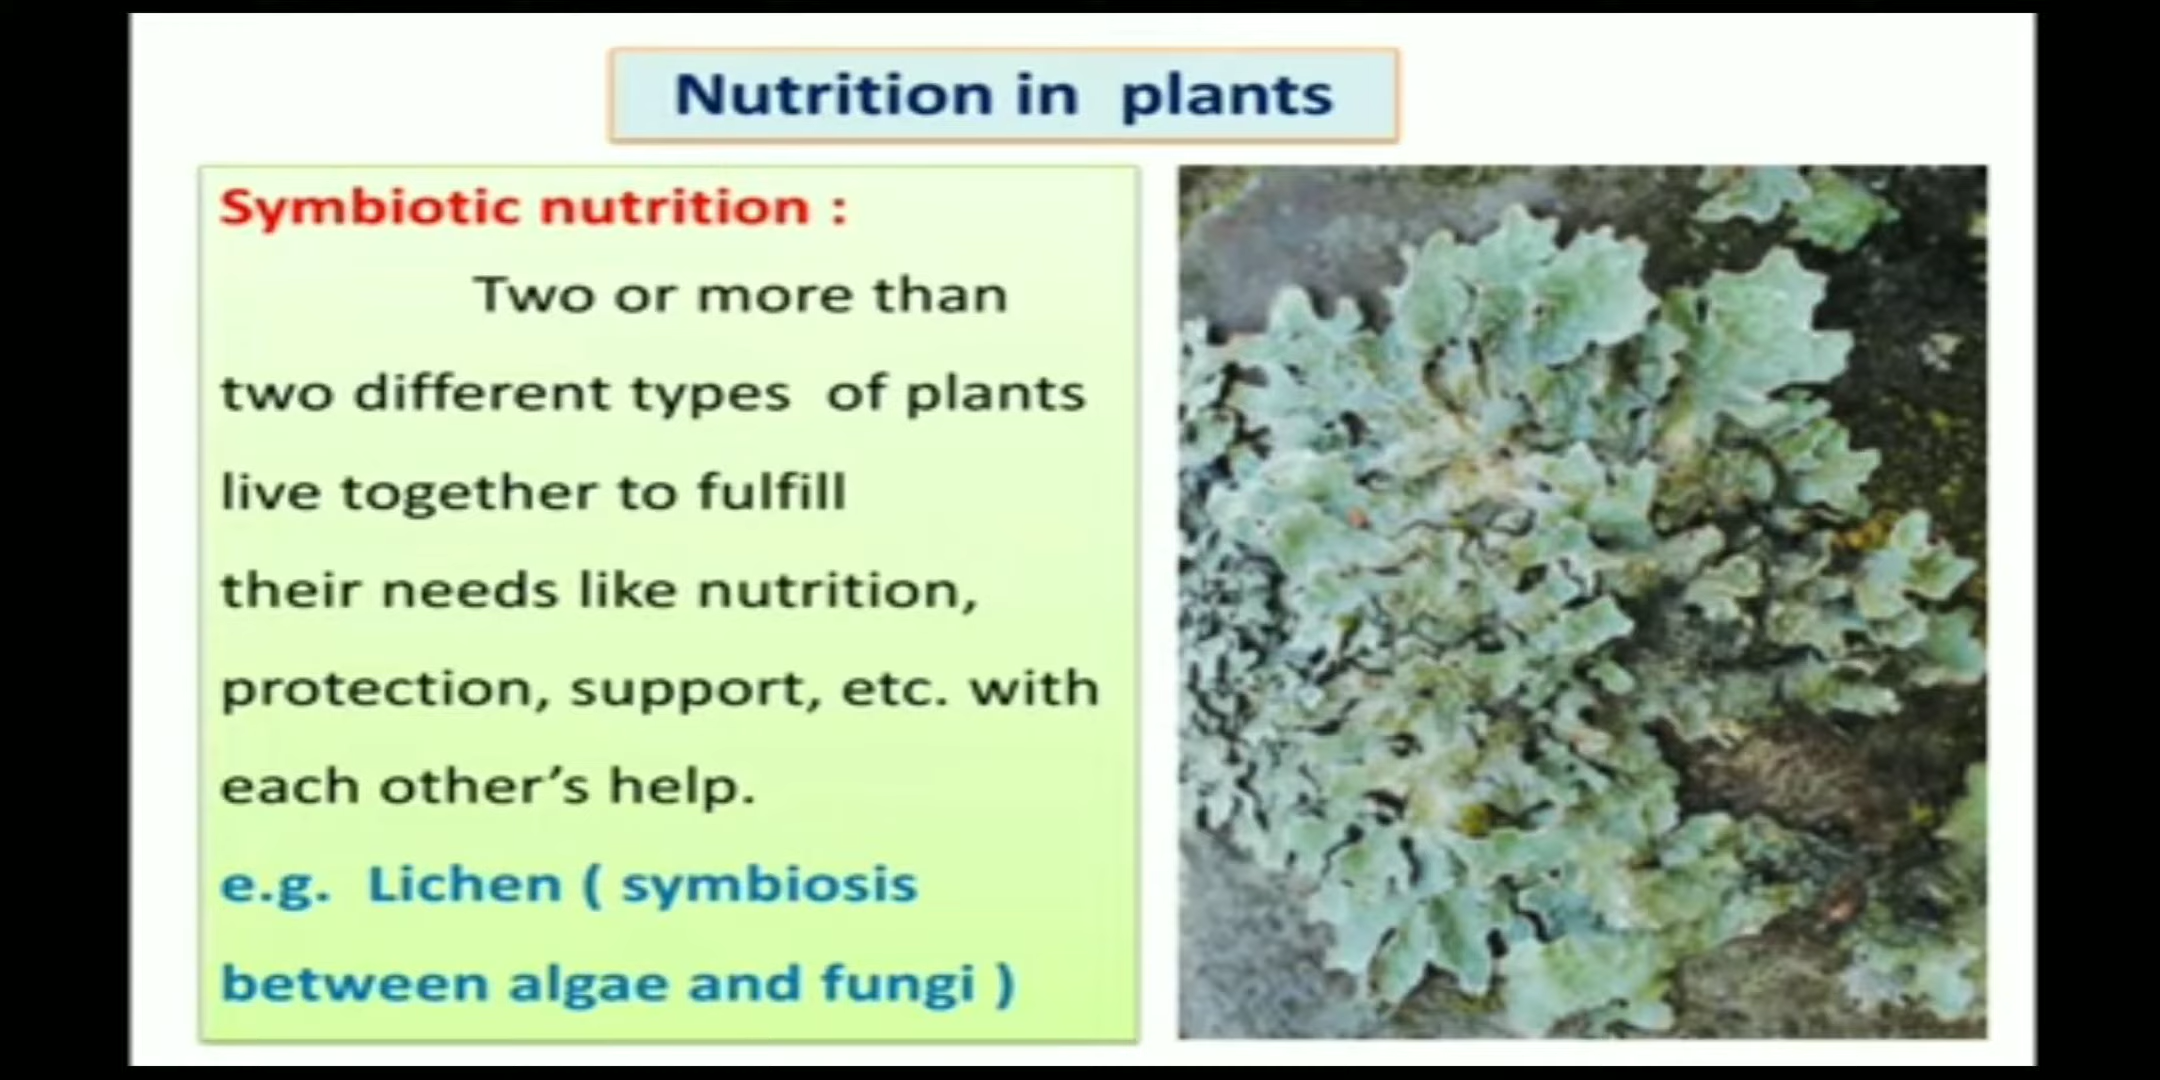 Nutrition in plants
Symbiotic nutrition :
Two or more than
two different types of plants
live together to fulfill
their needs like nutrition,
protection, support, etc. with
each other’s help.
e.g. Lichen ( symbiosis
between algae and fungi )